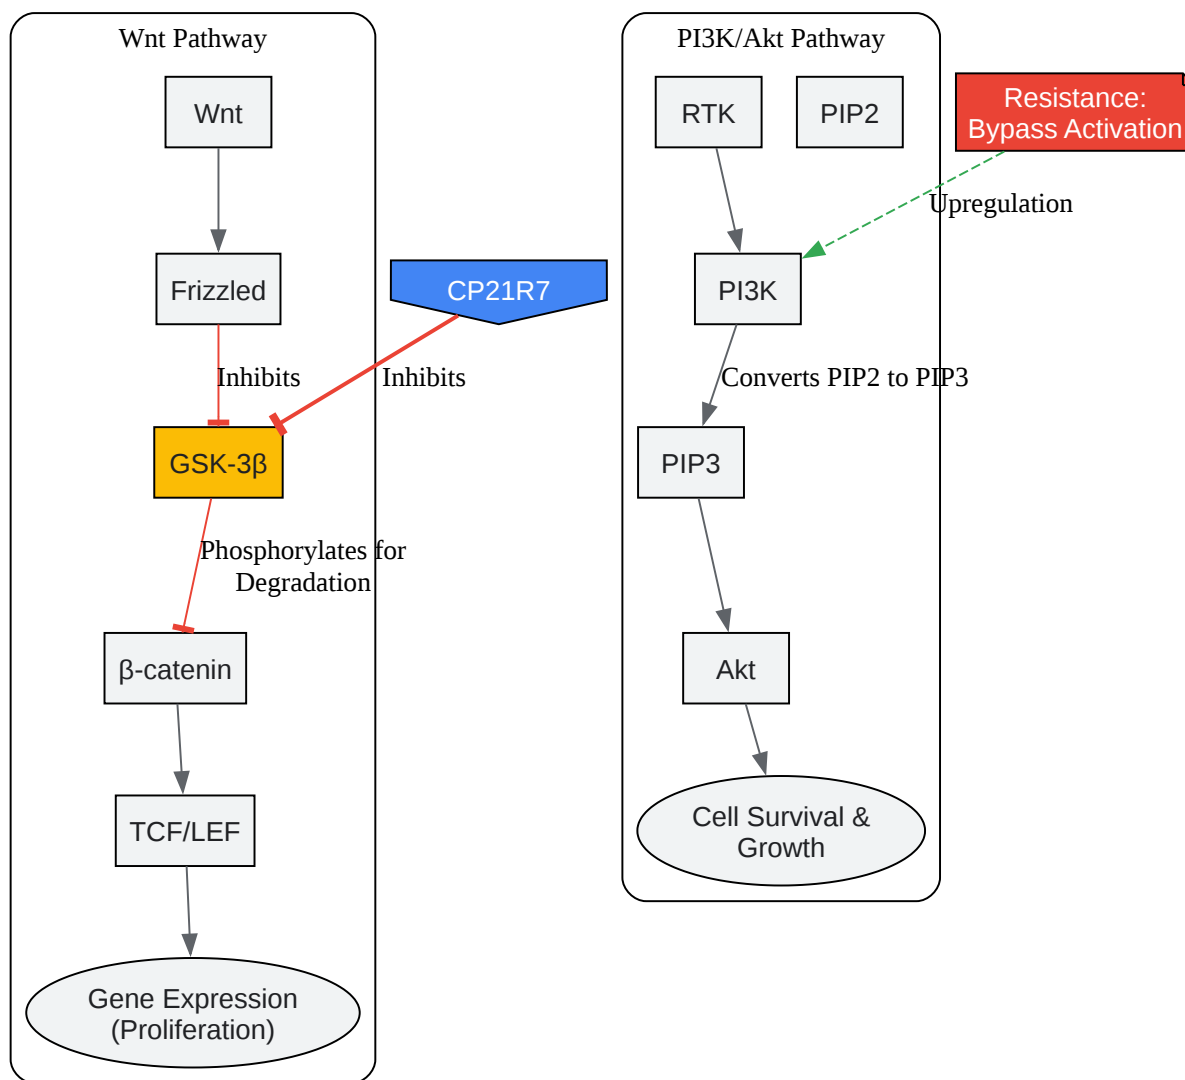 Wnt Pathway
Wnt
Frizzled
Inhibits
GSK-3β
Phosphorylates for
Degradation
β-catenin
TCF/LEF
Gene Expression
(Proliferation)
CP21R7
Inhibits
PI3K/Akt Pathway
RTK
PIP2
PI3K
Converts PIP2 to PIP3
PIP3
Akt
Cell Survival &
Growth
Resistance:
Bypass Activation
Upregulation